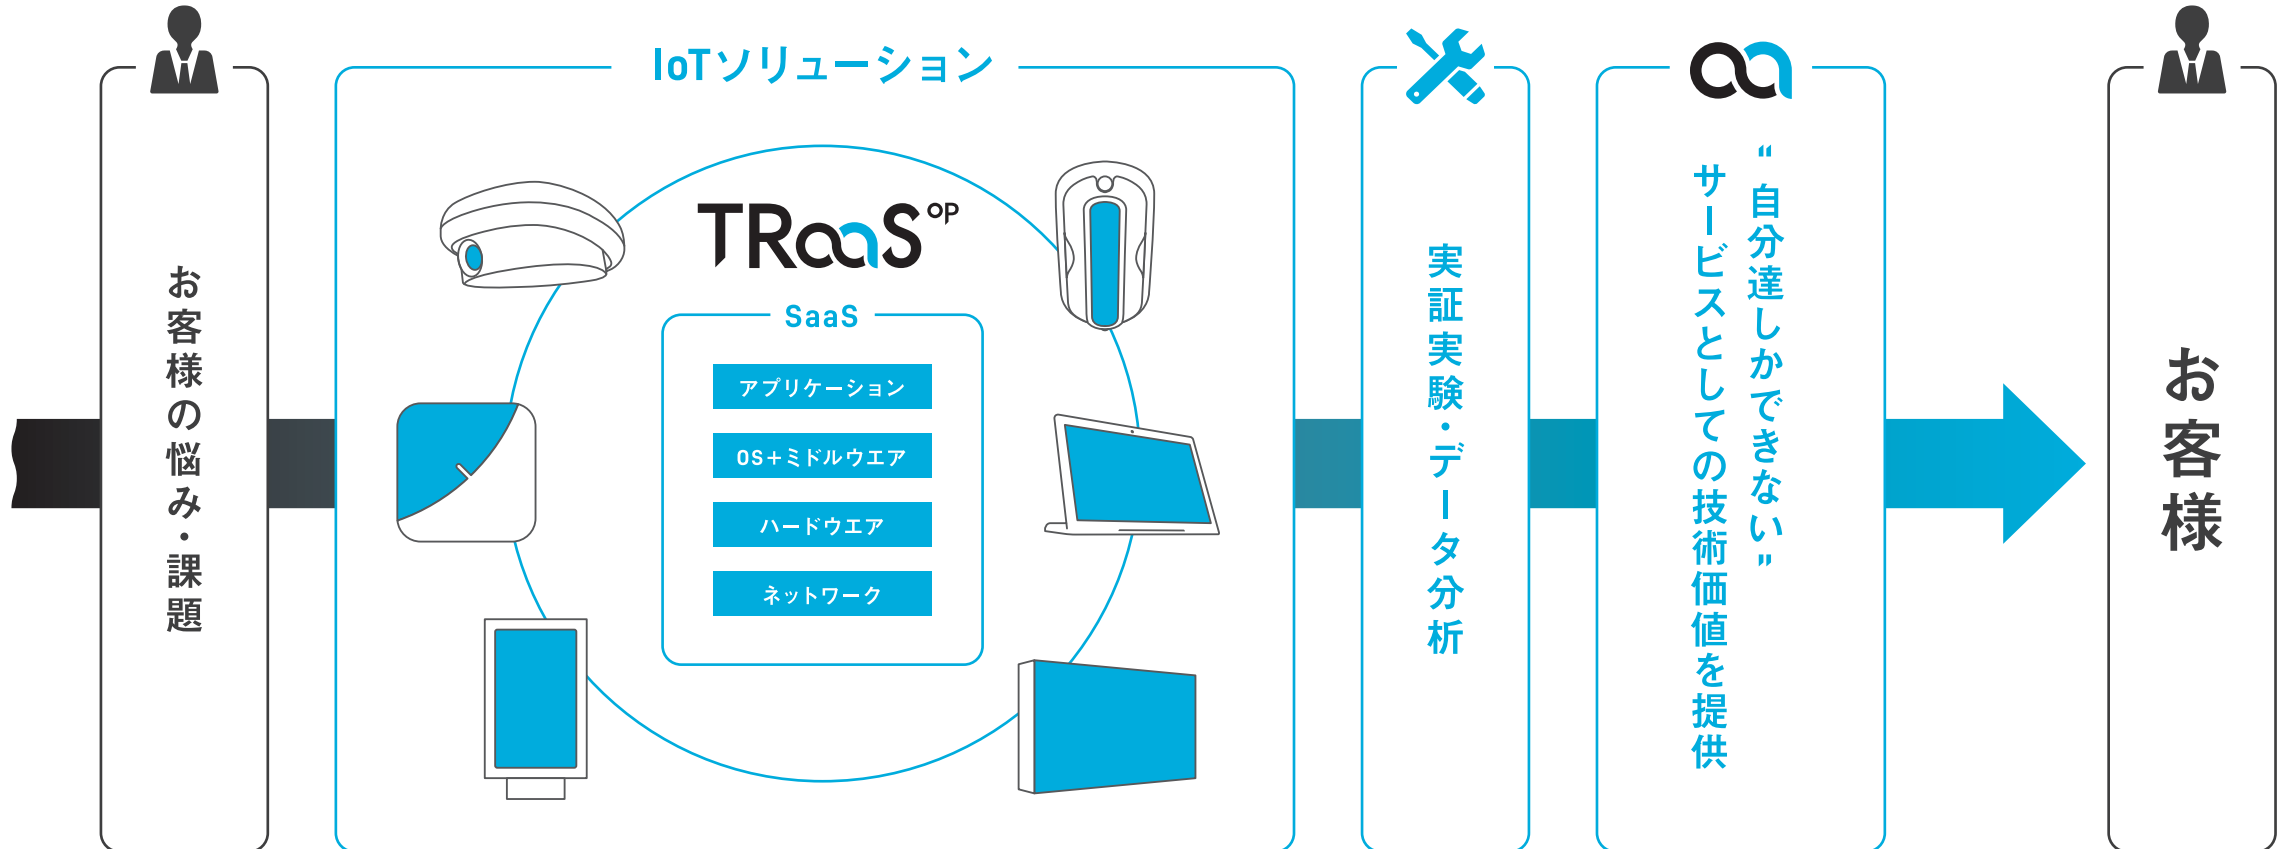 お客様の悩み・課題
IoTソリューション
TRaaS OP
SaaS
アプリケーション
OS+ミドルウエア
ハードウエア
ネットワーク
実証実験・データ分析
“自分達しかできない”
サービスとしての技術価値を提供
お客様